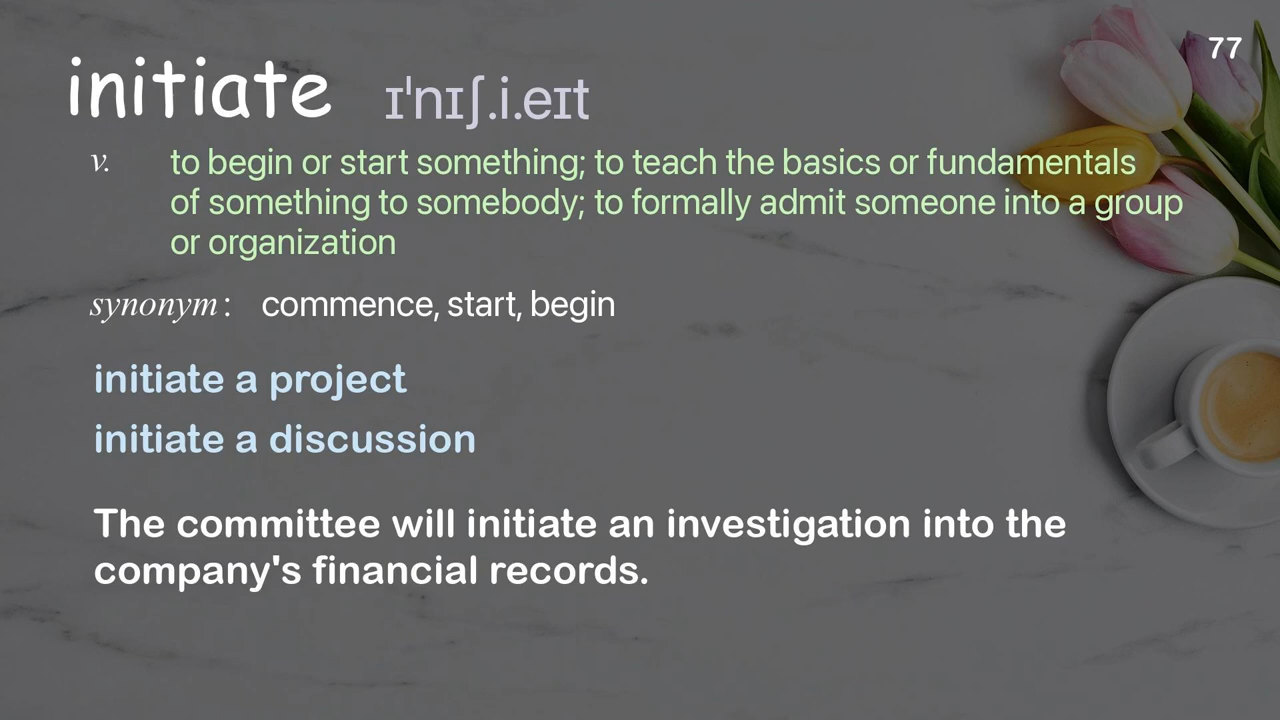 77
initiate ɪˈnɪʃ.i.eɪt
v. to begin or start something; to teach the basics or fundamentals
of something to somebody; to formally admit someone into a group
or organization
synonym: commence, start, begin
initiate a project
initiate a discussion
The committee will initiate an investigation into the
company's financial records.